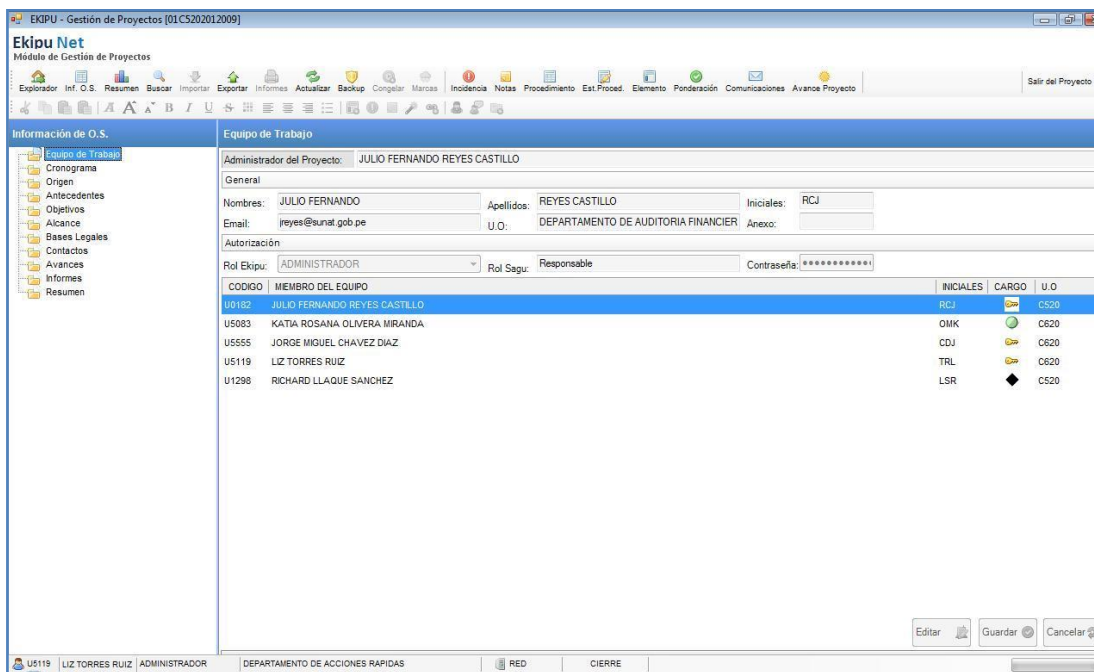 EKIPU - Gestión de Proyectos [01C5202012009]
Ekipu Net
Módulo de Gestión de Proyectos
Explorador Inf. O.S. Resumen Buscar Importar Exportar Informes Actualizar Backup Congelar Marcas Incidencia Notas Procedimiento Est.Proced. Elemento Ponderación Comunicaciones Avance Proyecto Salir del Proyecto
Información de O.S.
Equipo de Trabajo
Cronograma
Origen
Antecedentes
Objetivos
Alcance
Bases Legales
Contactos
Avances
Informes
Resumen
Equipo de Trabajo
Administrador del Proyecto: JULIO FERNANDO REYES CASTILLO
General
Nombres: JULIO FERNANDO Apellidos: REYES CASTILLO Iniciales: RCJ
Email: jreyes@sunat.gob.pe U.O: DEPARTAMENTO DE AUDITORIA FINANCIER Anexo:
Autorización
Rol Ekipu: ADMINISTRADOR Rol Sagu: Responsable Contraseña:
CODIGO MIEMBRO DEL EQUIPO INICIALES CARGO U.O
U0182 JULIO FERNANDO REYES CASTILLO RCJ C520
U5083 KATIA ROSANA OLIVERA MIRANDA OMK C620
U5555 JORGE MIGUEL CHAVEZ DIAZ CDJ C620
U5119 LIZ TORRES RUIZ TRL C620
U1298 RICHARD LLAQUE SANCHEZ LSR C520
Editar Guardar Cancelar
U5119 LIZ TORRES RUIZ ADMINISTRADOR DEPARTAMENTO DE ACCIONES RAPIDAS RED CIERRE